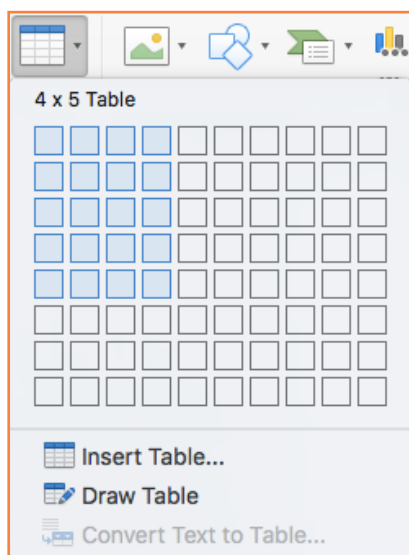 4 x 5 Table
Insert Table...
Draw Table
Convert Text to Table...